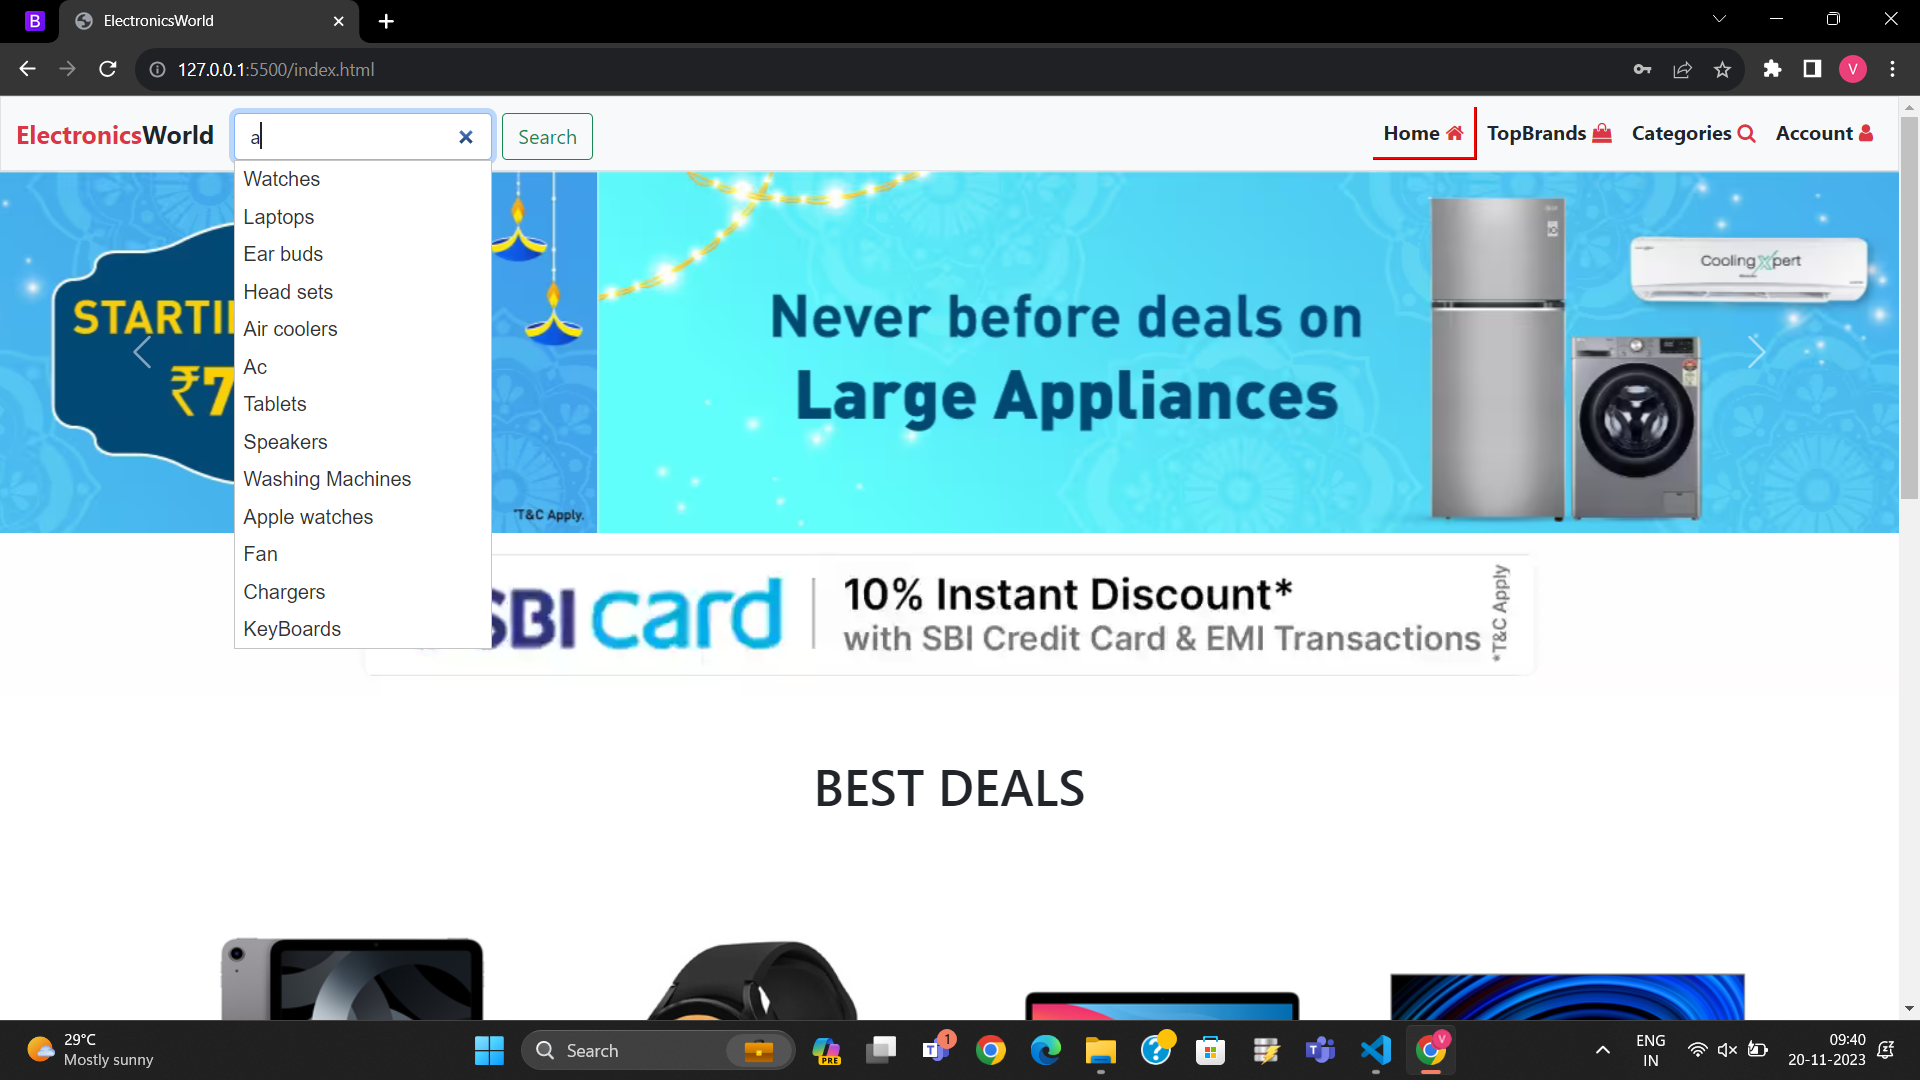 B
ElectronicsWorld
127.0.0.1:5500/index.html
V
ElectronicsWorld
a
Search
Home
TopBrands
Categories
Account
Watches
Laptops
Ear buds
Head sets
Air coolers
Ac
Tablets
Speakers
Washing Machines
Apple watches
Fan
Chargers
KeyBoards
₹7
*T&C Apply.
Never before deals on
Large Appliances
LG
CoolingXpert
SBI card
10% Instant Discount*
with SBI Credit Card & EMI Transactions
*T&C Apply
BEST DEALS
29°C
Mostly sunny
Search
PRE
1
V
ENG
IN
09:40
20-11-2023